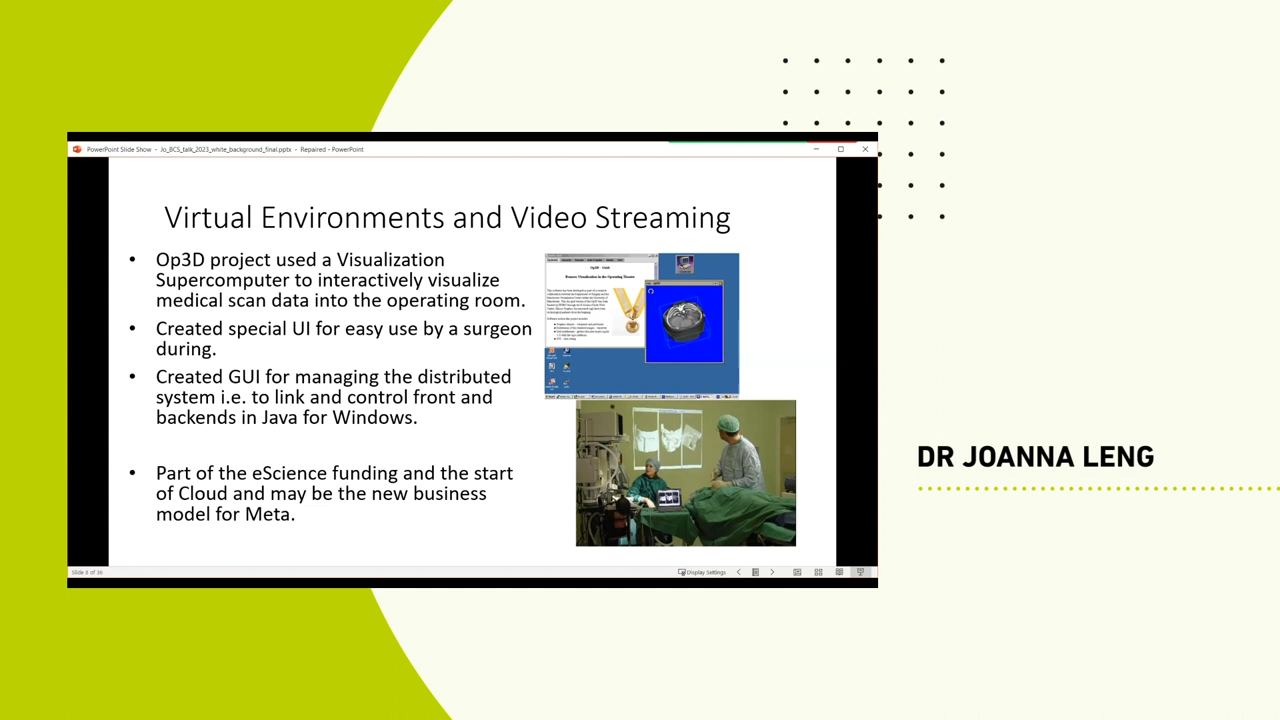 PowerPoint Slide Show - Jo_BCS_talk_2023_white_background_final.pptx - Repaired - PowerPoint
Virtual Environments and Video Streaming
• Op3D project used a Visualization
Supercomputer to interactively visualize
medical scan data into the operating room.
• Created special UI for easy use by a surgeon
during.
• Created GUI for managing the distributed
system i.e. to link and control front and
backends in Java for Windows.
• Part of the eScience funding and the start
of Cloud and may be the new business
model for Meta.
Display Settings
DR JOANNA LENG